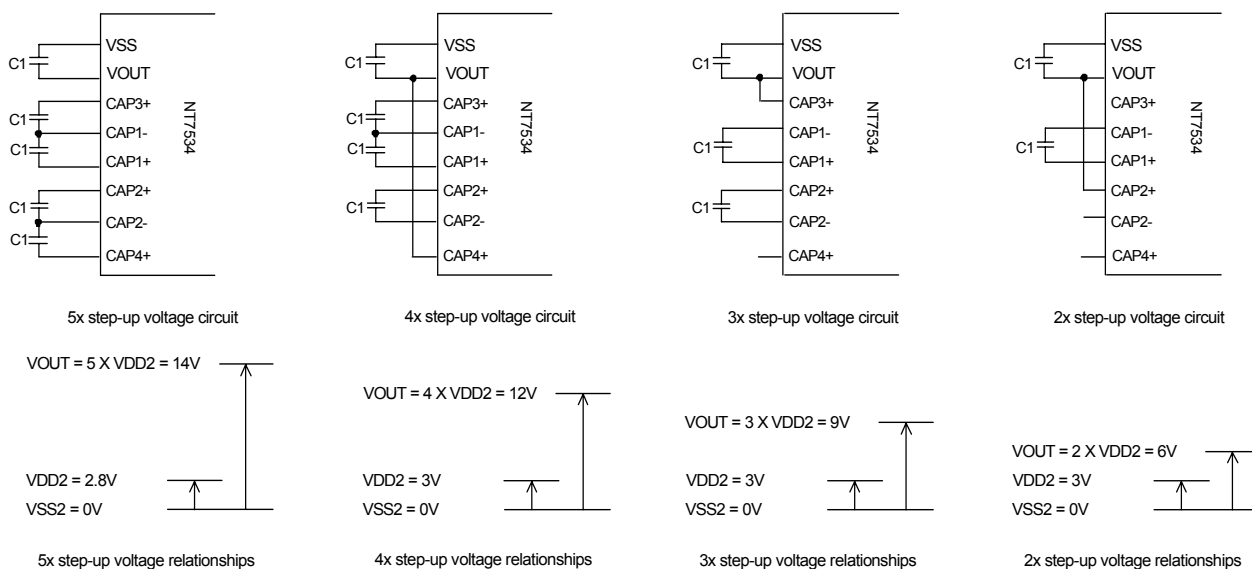 VSS
VOUT
CAP3+
CAP1-
CAP1+
CAP2+
CAP2-
CAP4+
C1
C1
C1
C1
C1
NT7534
5x step-up voltage circuit
VSS
VOUT
CAP3+
CAP1-
CAP1+
CAP2+
CAP2-
CAP4+
C1
C1
C1
C1
NT7534
4x step-up voltage circuit
VSS
VOUT
CAP3+
CAP1-
CAP1+
CAP2+
CAP2-
CAP4+
C1
C1
C1
NT7534
3x step-up voltage circuit
VSS
VOUT
CAP3+
CAP1-
CAP1+
CAP2+
CAP2-
CAP4+
C1
C1
NT7534
2x step-up voltage circuit
VOUT = 5 X VDD2 = 14V
VDD2 = 2.8V
VSS2 = 0V
5x step-up voltage relationships
VOUT = 4 X VDD2 = 12V
VDD2 = 3V
VSS2 = 0V
4x step-up voltage relationships
VOUT = 3 X VDD2 = 9V
VDD2 = 3V
VSS2 = 0V
3x step-up voltage relationships
VOUT = 2 X VDD2 = 6V
VDD2 = 3V
VSS2 = 0V
2x step-up voltage relationships